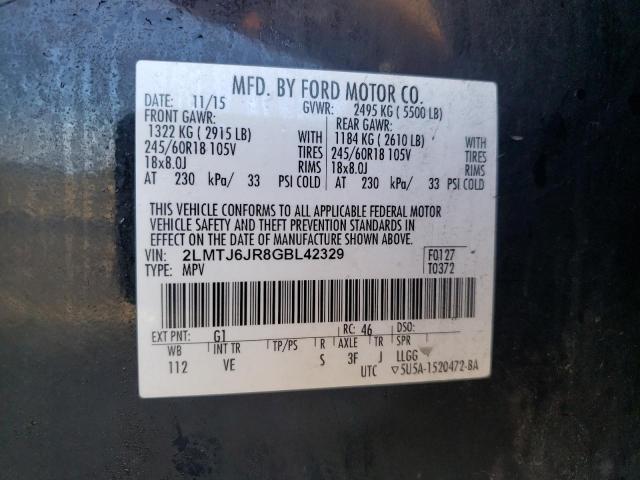 MFD. BY FORD MOTOR CO.
DATE: 11/15 GVWR: 2495 KG ( 5500 LB)
FRONT GAWR: REAR GAWR:
1322 KG ( 2915 LB) WITH 1184 KG ( 2610 LB) WITH
245/60R18 105V TIRES 245/60R18 105V TIRES
18x8.0J RIMS 18x8.0J RIMS
AT 230 kPa/ 33 PSI COLD AT 230 kPa/ 33 PSI COLD
THIS VEHICLE CONFORMS TO ALL APPLICABLE FEDERAL MOTOR
VEHICLE SAFETY AND THEFT PREVENTION STANDARDS IN EFFECT
ON THE DATE OF MANUFACTURE SHOWN ABOVE.
VIN: 2LMTJ6JR8GBL42329 F0127
TYPE: MPV T0372
EXT PNT: G1 RC: 46 DSO:
WB INT TR TP/PS R AXLE TR SPR
112 VE S 3F J LLGG
UTC ▽5U5A-1520472-BA